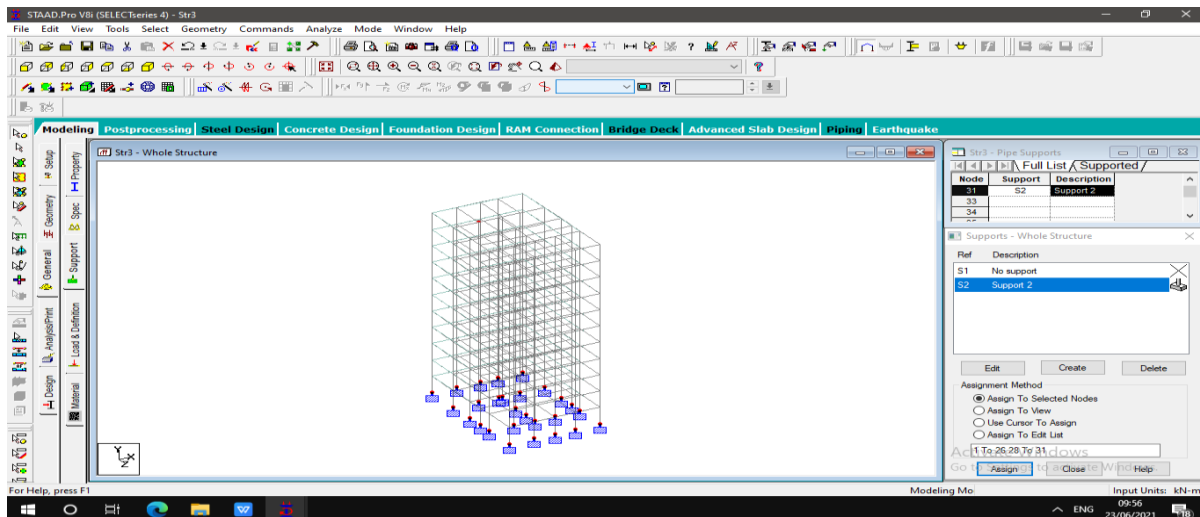 STAAD.Pro V8i (SELECTseries 4) - Str3
File Edit View Tools Select Geometry Commands Analyze Mode Window Help
Modeling Postprocessing Steel Design Concrete Design Foundation Design RAM Connection Bridge Deck Advanced Slab Design Piping Earthquake
Setup
Geometry
General
Analysis/Print
Design
Property
Spec
Support
Load & Definition
Material
Str3 - Whole Structure
Y
X
Z
Str3 - Pipe Supports
Full List Supported
Node Support Description
31 S2 Support 2
33
34
Supports - Whole Structure
Ref Description
S1 No support
S2 Support 2
Edit Create Delete
Assignment Method
Assign To Selected Nodes
Assign To View
Use Cursor To Assign
Assign To Edit List
1 To 26 28 To 31
Assign Close Help
For Help, press F1
Modeling Mo
Input Units: kN-m
ENG
09:56
23/06/2021
18